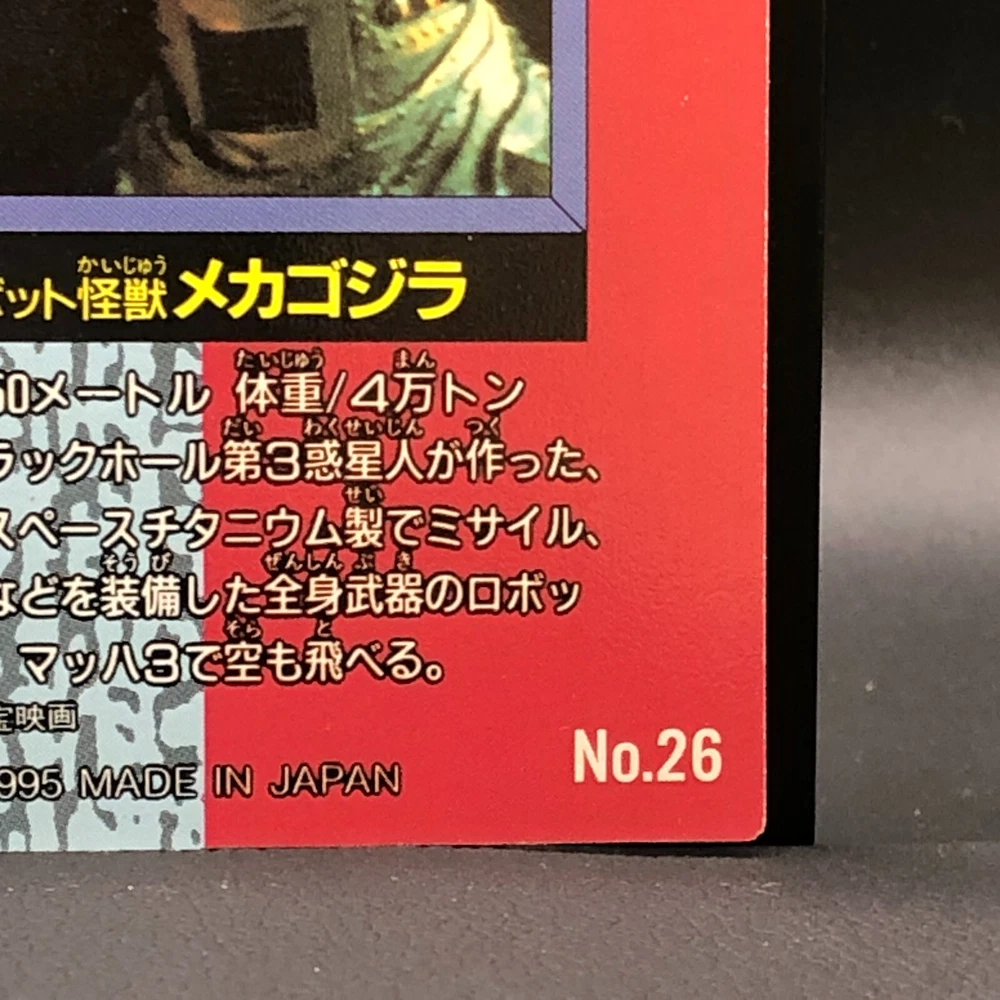 ボット怪獣メカゴジラ
50メートル 体重/4万トン
ラックホール第3惑星人が作った、
スペースチタニウム製でミサイル、
などを装備した全身武器のロボッ
マッハ3で空も飛べる。
宝映画
995 MADE IN JAPAN
No.26